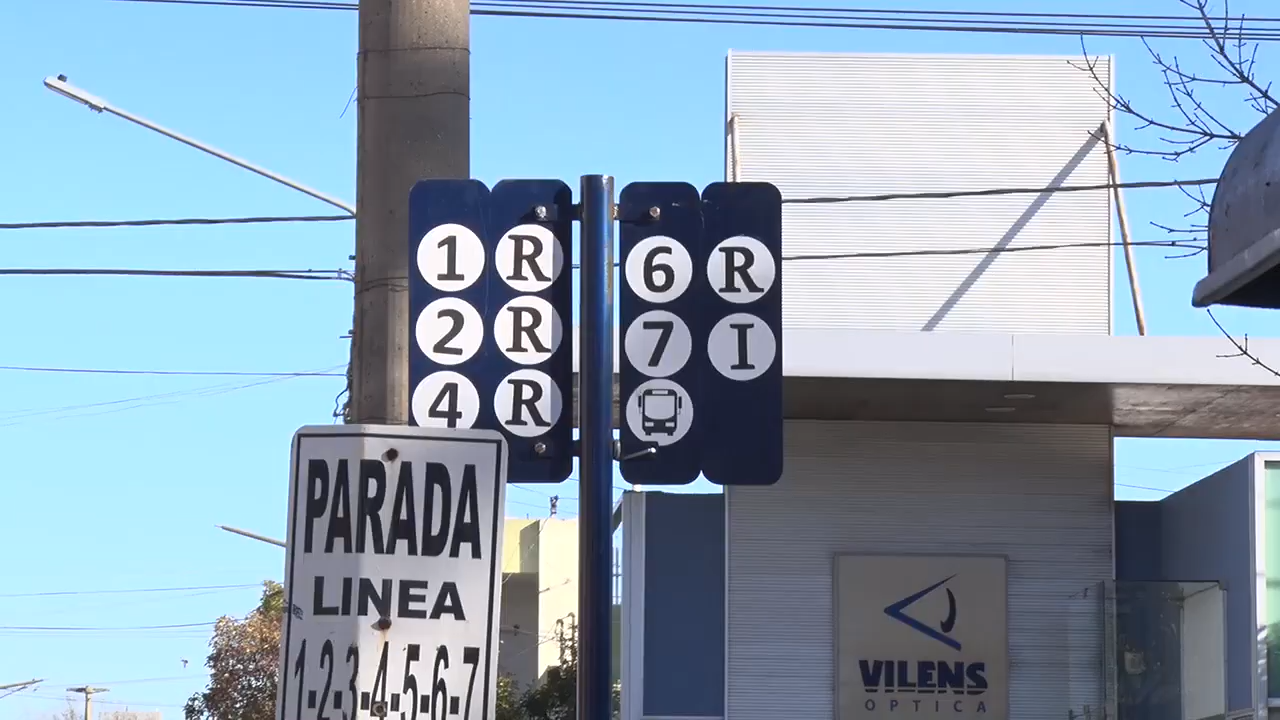 1 R
2 R
4 R
6 R
7 I
PARADA
LINEA
1-2-3-4-5-6-7
VILENS
OPTICA